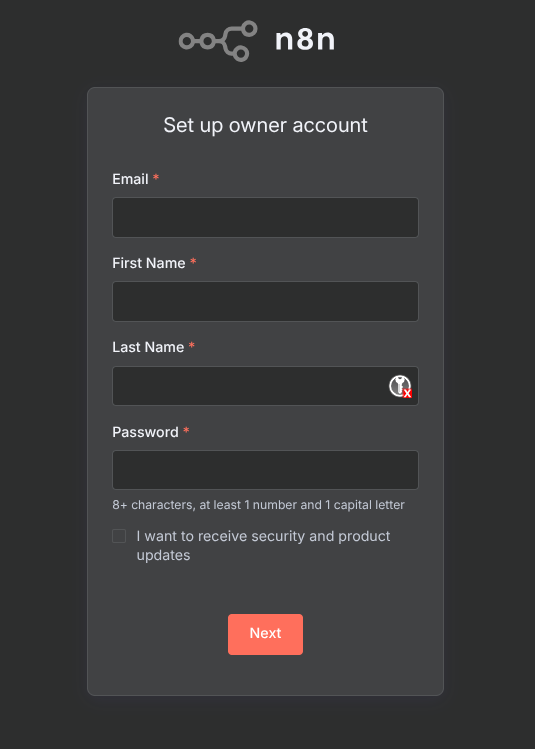 n8n
Set up owner account
Email *
First Name *
Last Name *
x
Password *
8+ characters, at least 1 number and 1 capital letter
I want to receive security and product
updates
Next